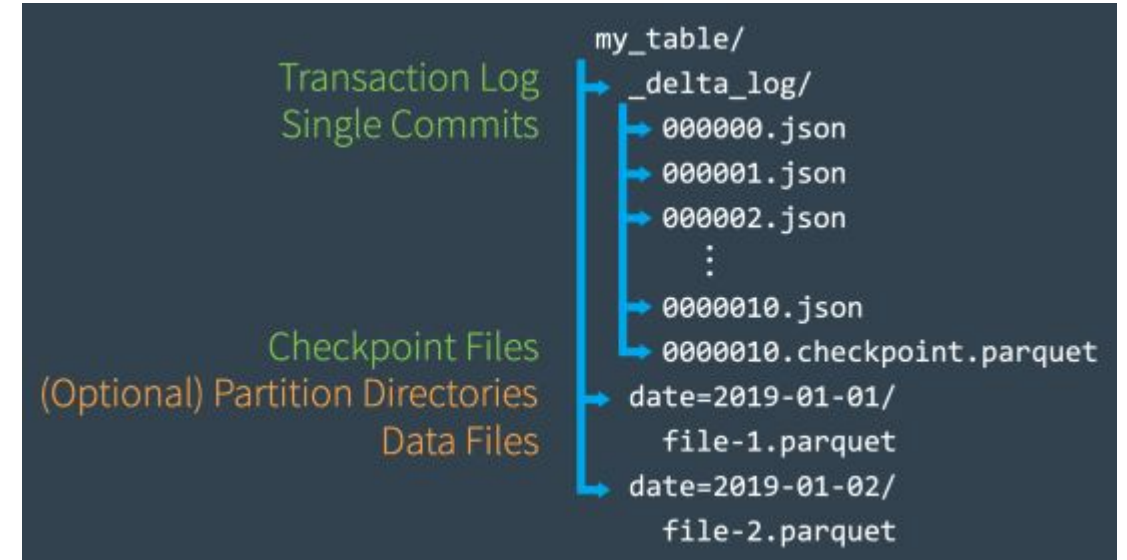 my_table/
Transaction Log
_delta_log/
Single Commits
000000.json
000001.json
000002.json
⋮
0000010.json
Checkpoint Files
0000010.checkpoint.parquet
(Optional) Partition Directories
date=2019-01-01/
Data Files
file-1.parquet
date=2019-01-02/
file-2.parquet